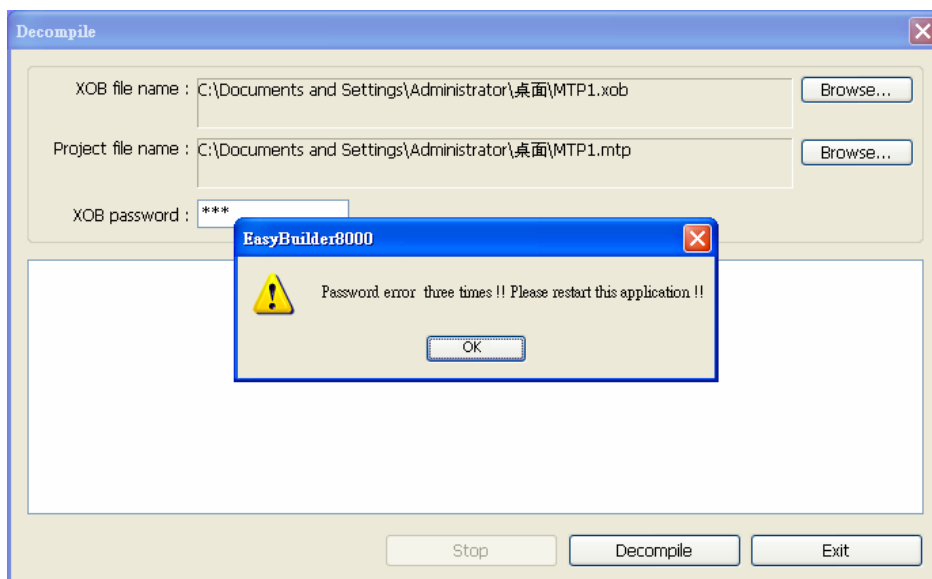 Decompile
XOB file name : C:\Documents and Settings\Administrator\桌面\MTP1.xob Browse...
Project file name : C:\Documents and Settings\Administrator\桌面\MTP1.mtp Browse...
XOB password : ***
EasyBuilder8000
Password error three times !! Please restart this application !!
OK
Stop Decompile Exit